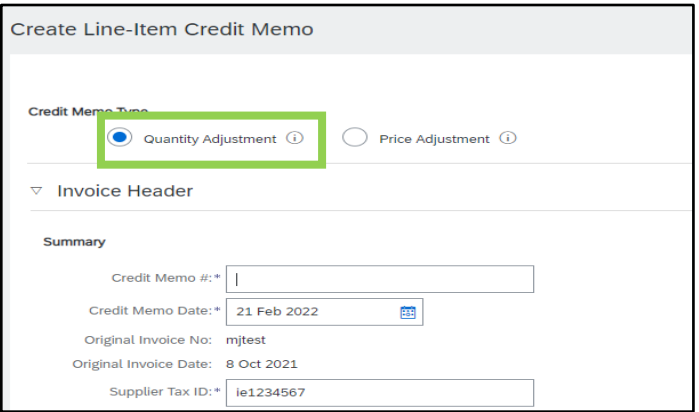 Create Line-Item Credit Memo
Credit Memo Type
Quantity Adjustment Price Adjustment
Invoice Header
Summary
Credit Memo #:*
Credit Memo Date:* 21 Feb 2022
Original Invoice No: mjtest
Original Invoice Date: 8 Oct 2021
Supplier Tax ID:* ie1234567